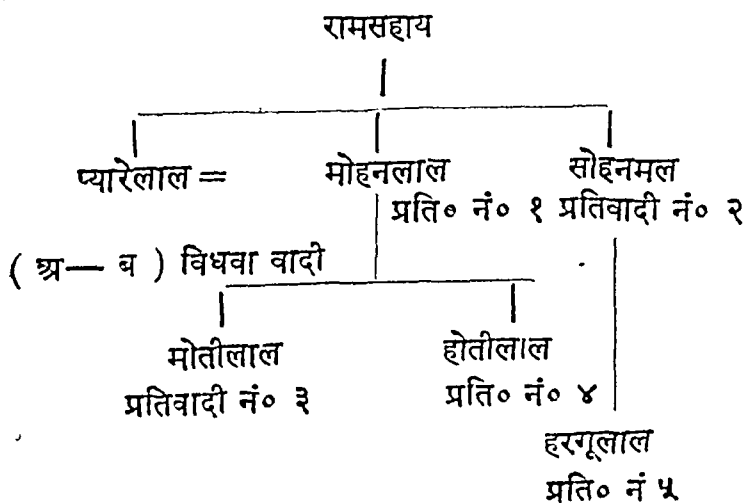 रामसहाय
प्यारेलाल = मोहनलाल सोहनमल
प्रति० नं० १ प्रतिवादी नं० २
( अ— ब ) विधवा वादी
मोतीलाल होतीलाल
प्रतिवादी नं० ३ प्रति० नं० ४
हरगूलाल
प्रति० नं ५